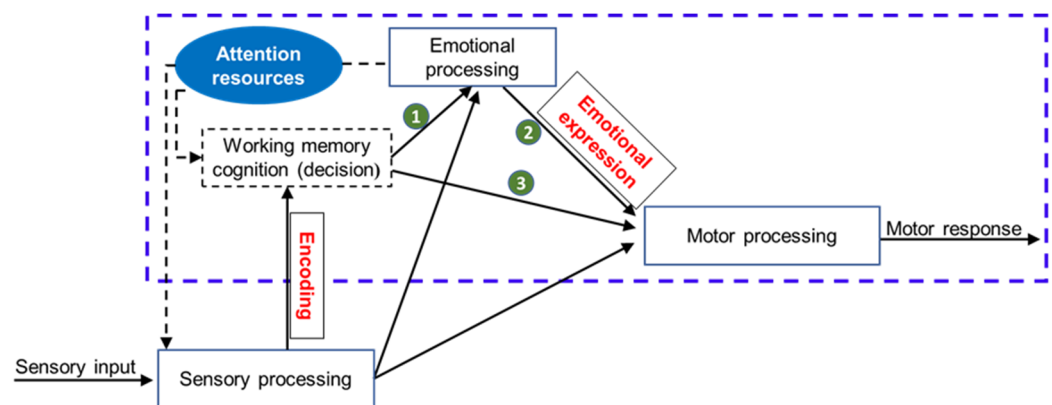 Attention
resources
Emotional
processing
1
2
Emotional
expression
Working memory
cognition (decision)
3
Encoding
Motor processing
Motor response
Sensory input
Sensory processing